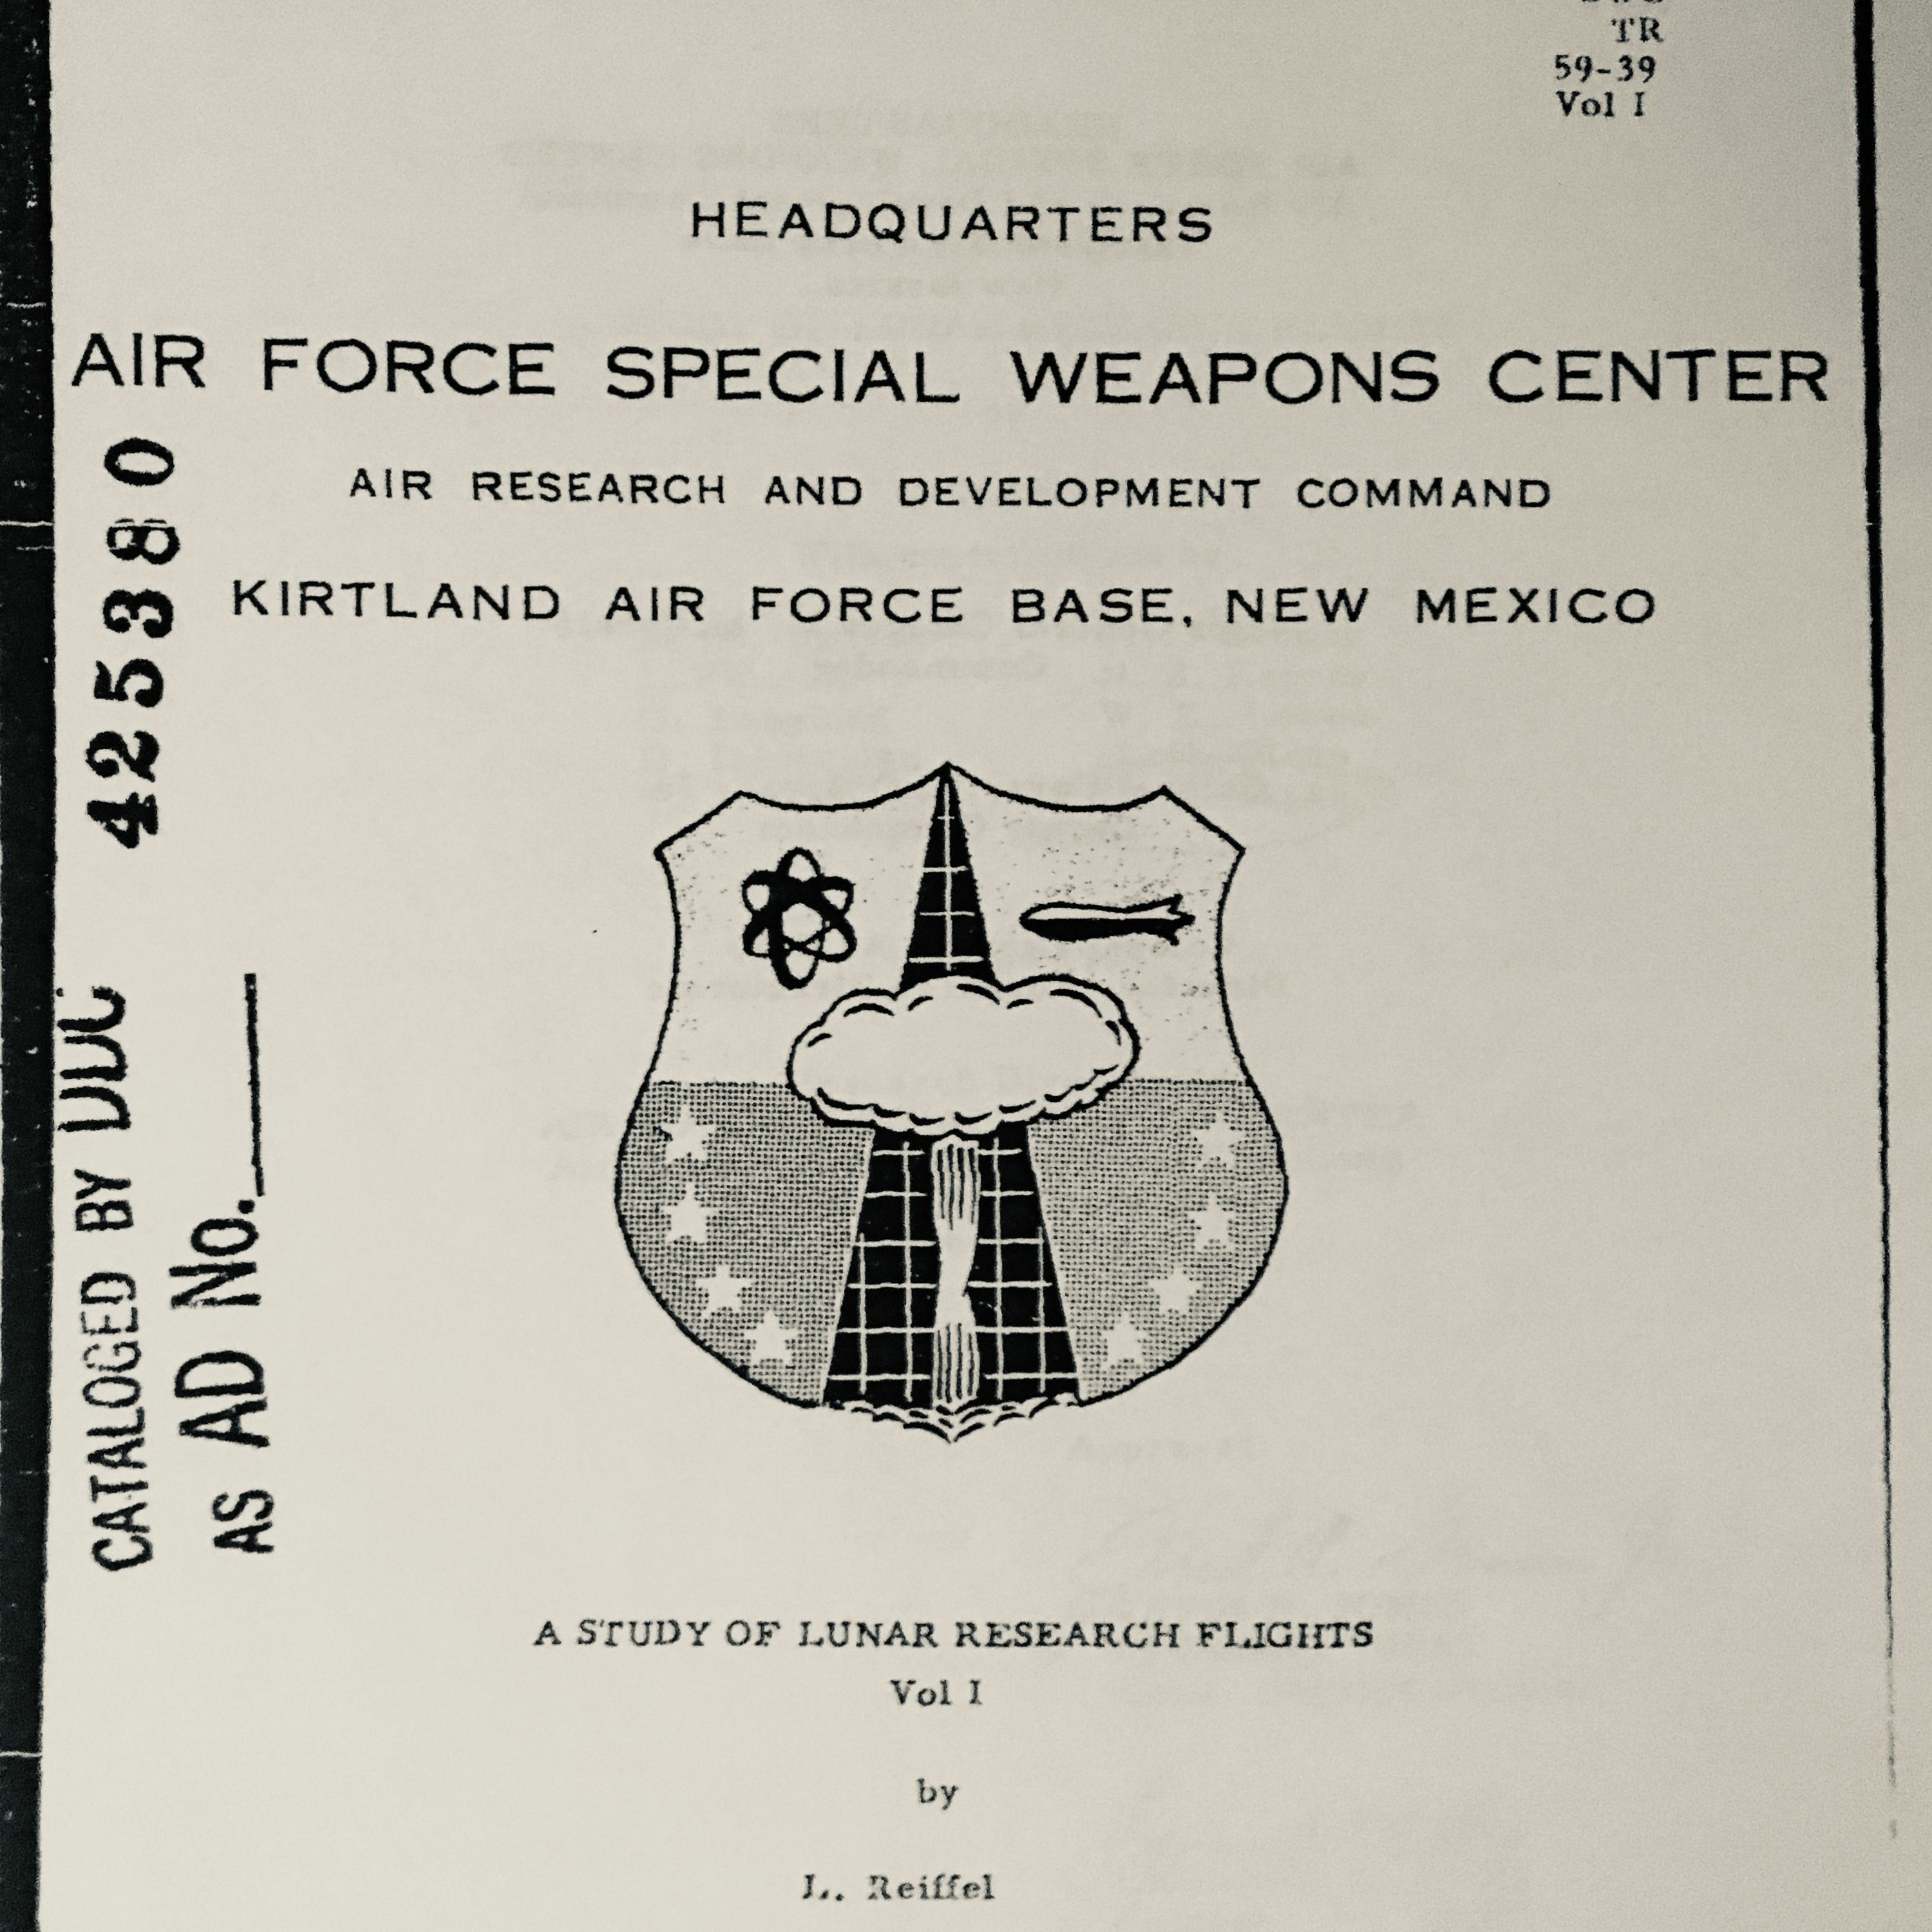 TR
59-39
Vol I
HEADQUARTERS
AIR FORCE SPECIAL WEAPONS CENTER
AIR RESEARCH AND DEVELOPMENT COMMAND
KIRTLAND AIR FORCE BASE, NEW MEXICO
CATALOGED BY DDC
AS AD No.
425380
A STUDY OF LUNAR RESEARCH FLIGHTS
Vol I
by
L. Reiffel